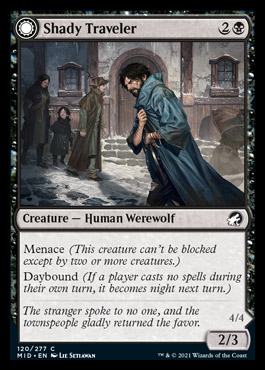 Shady Traveler 2
Creature — Human Werewolf
Menace (This creature can't be blocked
except by two or more creatures.)
Daybound (If a player casts no spells during
their own turn, it becomes night next turn.)
The stranger spoke to no one, and the
townspeople gladly returned the favor.
4/4
2/3
120/277 C
MID • EN Lie Setiawan
™ & © 2021 Wizards of the Coast